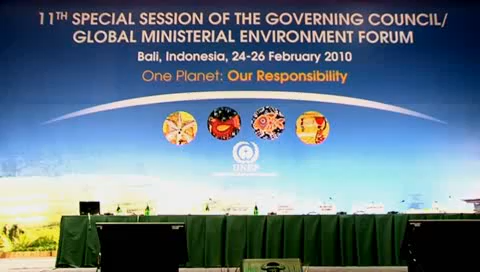 11TH SPECIAL SESSION OF THE GOVERNING COUNCIL/
GLOBAL MINISTERIAL ENVIRONMENT FORUM
Bali, Indonesia, 24-26 February 2010
One Planet: Our Responsibility
UNEP